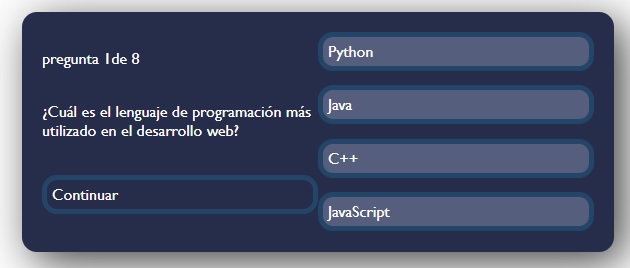 pregunta 1de 8
¿Cuál es el lenguaje de programación más
utilizado en el desarrollo web?
Continuar
Python
Java
C++
JavaScript